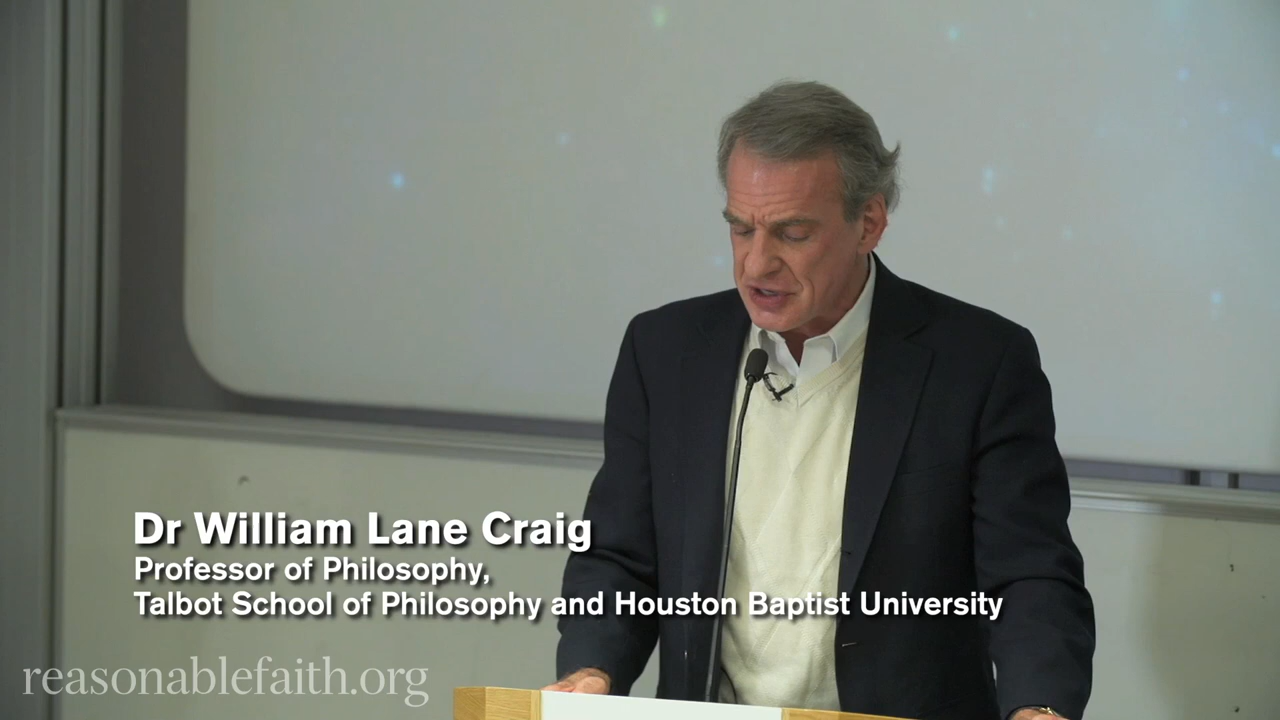 Dr William Lane Craig
Professor of Philosophy,
Talbot School of Philosophy and Houston Baptist University
reasonablefaith.org